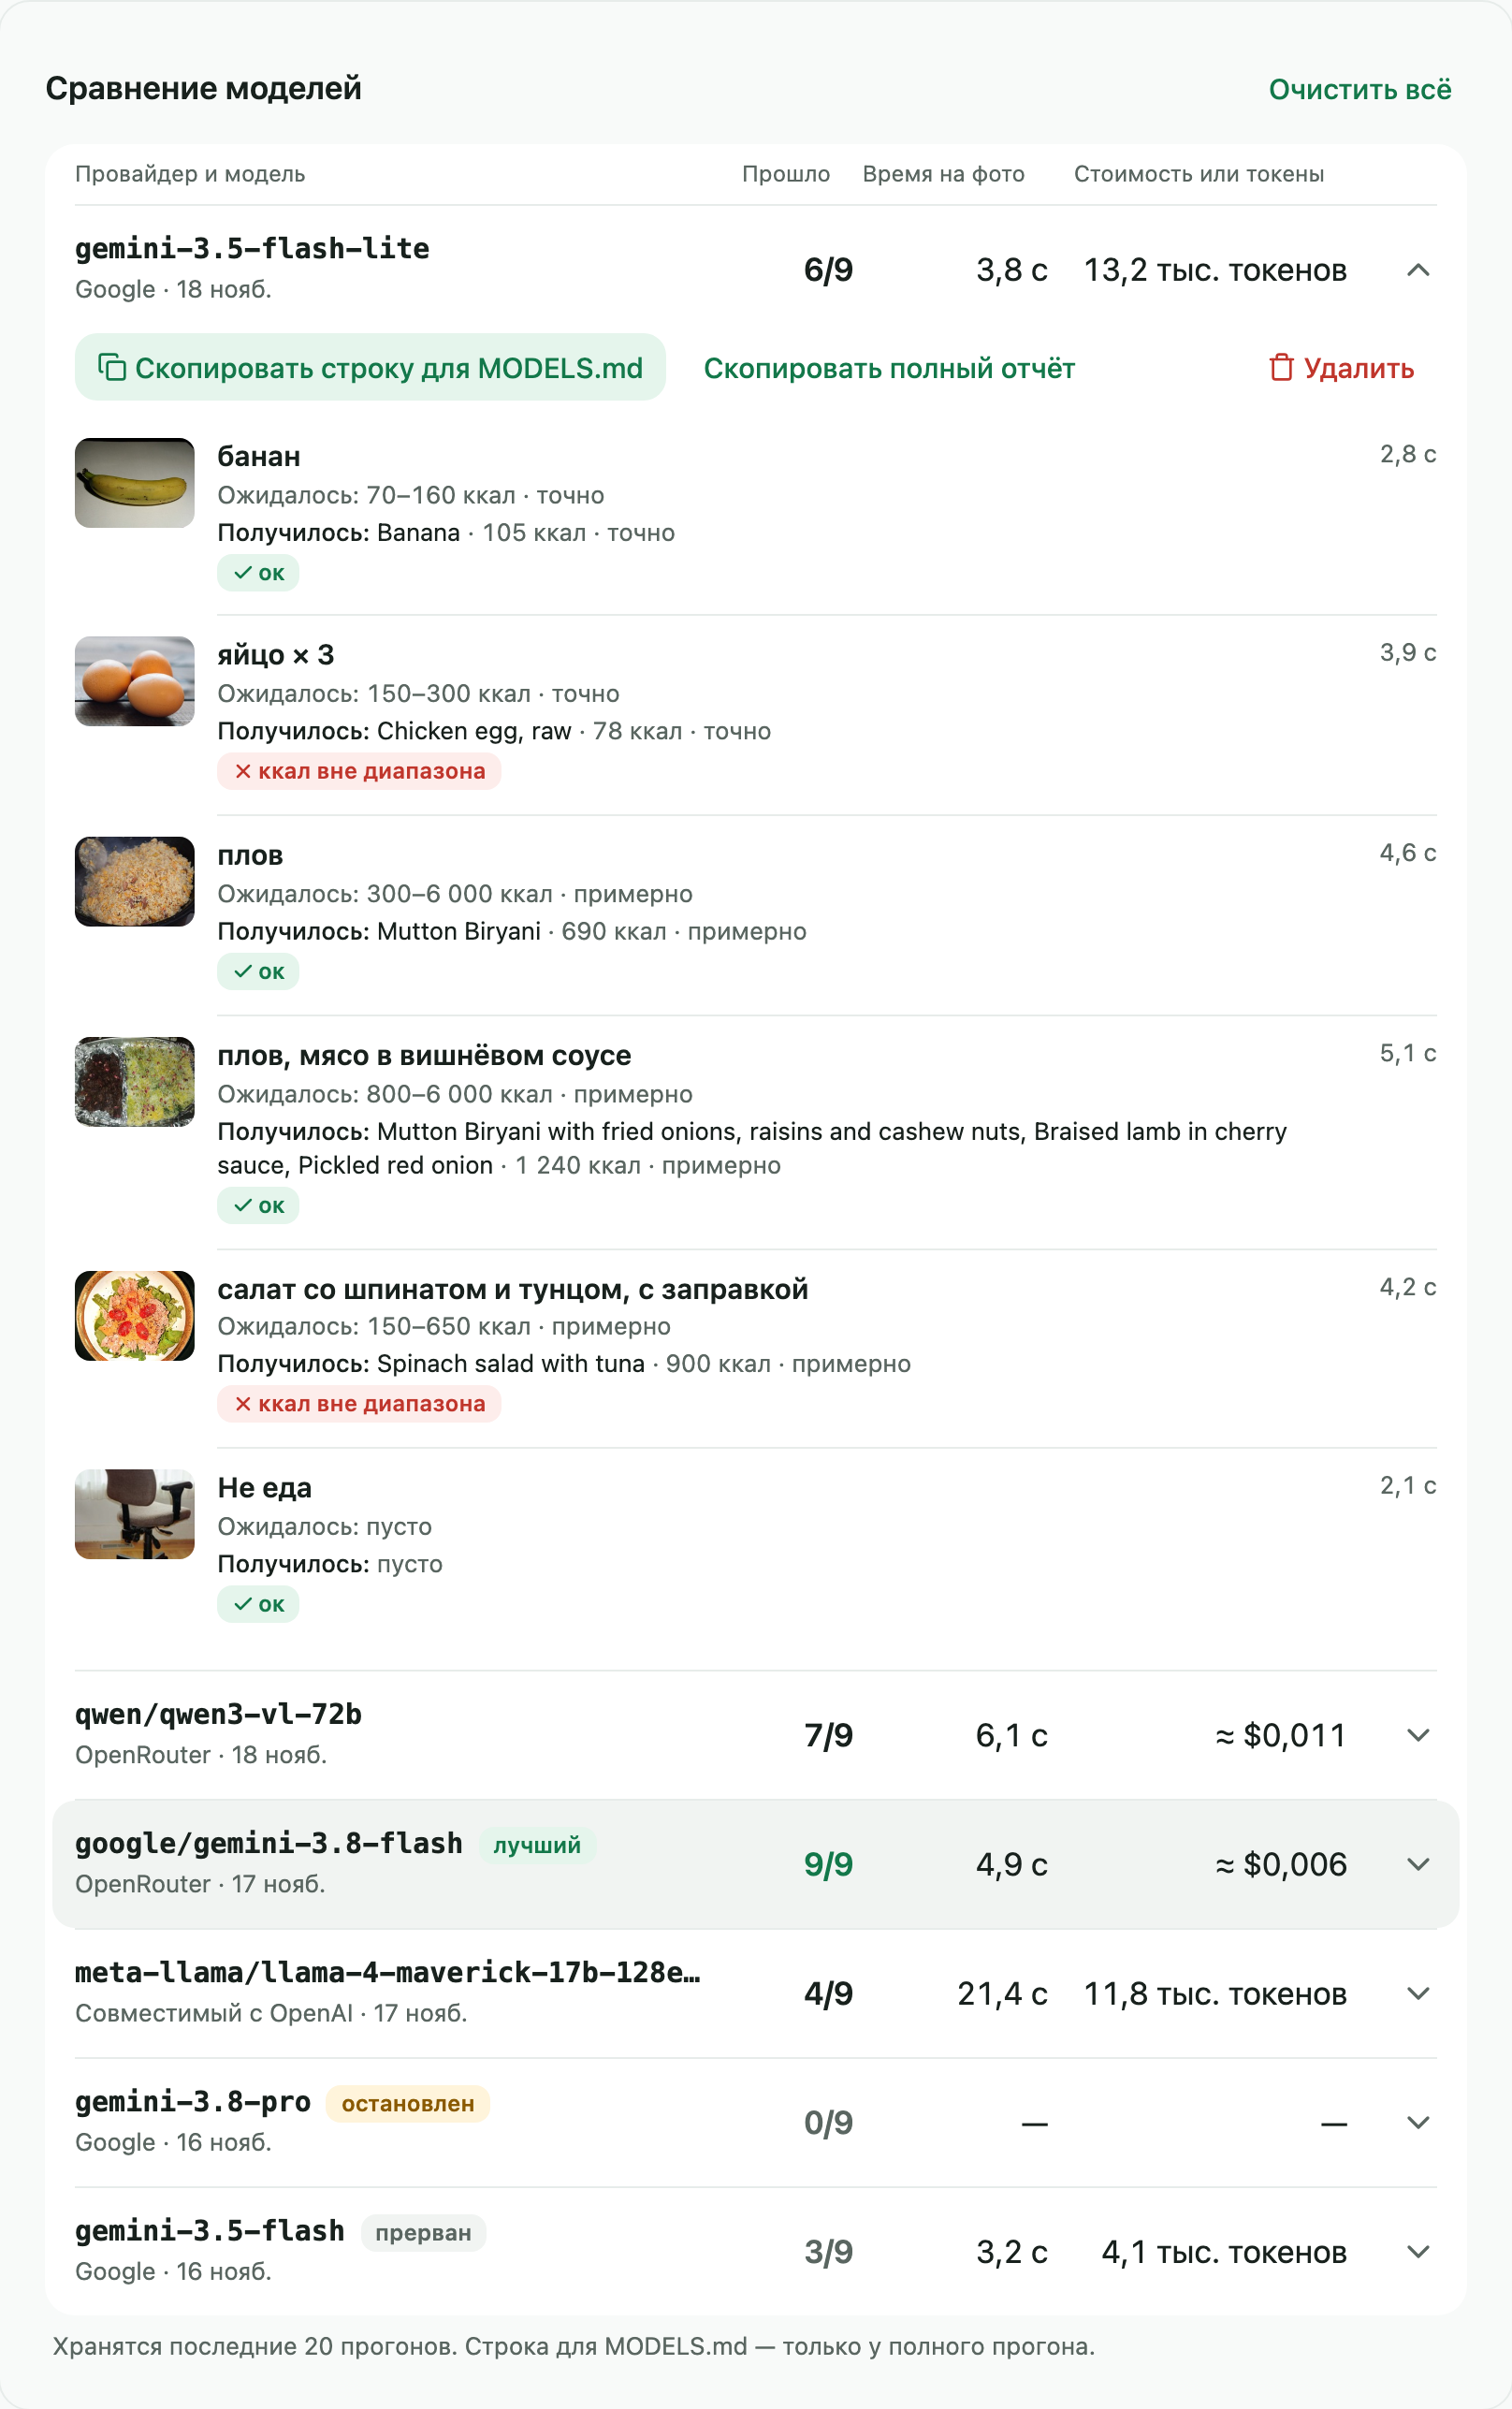 Сравнение моделей
Очистить всё
Провайдер и модель Прошло Время на фото Стоимость или токены
gemini-3.5-flash-lite
Google · 18 нояб.
6/9 3,8 с 13,2 тыс. токенов
Скопировать строку для MODELS.md Скопировать полный отчёт Удалить
банан 2,8 с
Ожидалось: 70–160 ккал · точно
Получилось: Banana · 105 ккал · точно
ок
яйцо × 3 3,9 с
Ожидалось: 150–300 ккал · точно
Получилось: Chicken egg, raw · 78 ккал · точно
ккал вне диапазона
плов 4,6 с
Ожидалось: 300–6 000 ккал · примерно
Получилось: Mutton Biryani · 690 ккал · примерно
ок
плов, мясо в вишнёвом соусе 5,1 с
Ожидалось: 800–6 000 ккал · примерно
Получилось: Mutton Biryani with fried onions, raisins and cashew nuts, Braised lamb in cherry
sauce, Pickled red onion · 1 240 ккал · примерно
ок
салат со шпинатом и тунцом, с заправкой 4,2 с
Ожидалось: 150–650 ккал · примерно
Получилось: Spinach salad with tuna · 900 ккал · примерно
ккал вне диапазона
Не еда 2,1 с
Ожидалось: пусто
Получилось: пусто
ок
qwen/qwen3-vl-72b
OpenRouter · 18 нояб.
7/9 6,1 с ≈ $0,011
google/gemini-3.8-flash лучший
OpenRouter · 17 нояб.
9/9 4,9 с ≈ $0,006
meta-llama/llama-4-maverick-17b-128e…
Совместимый с OpenAI · 17 нояб.
4/9 21,4 с 11,8 тыс. токенов
gemini-3.8-pro остановлен
Google · 16 нояб.
0/9 — —
gemini-3.5-flash прерван
Google · 16 нояб.
3/9 3,2 с 4,1 тыс. токенов
Хранятся последние 20 прогонов. Строка для MODELS.md — только у полного прогона.